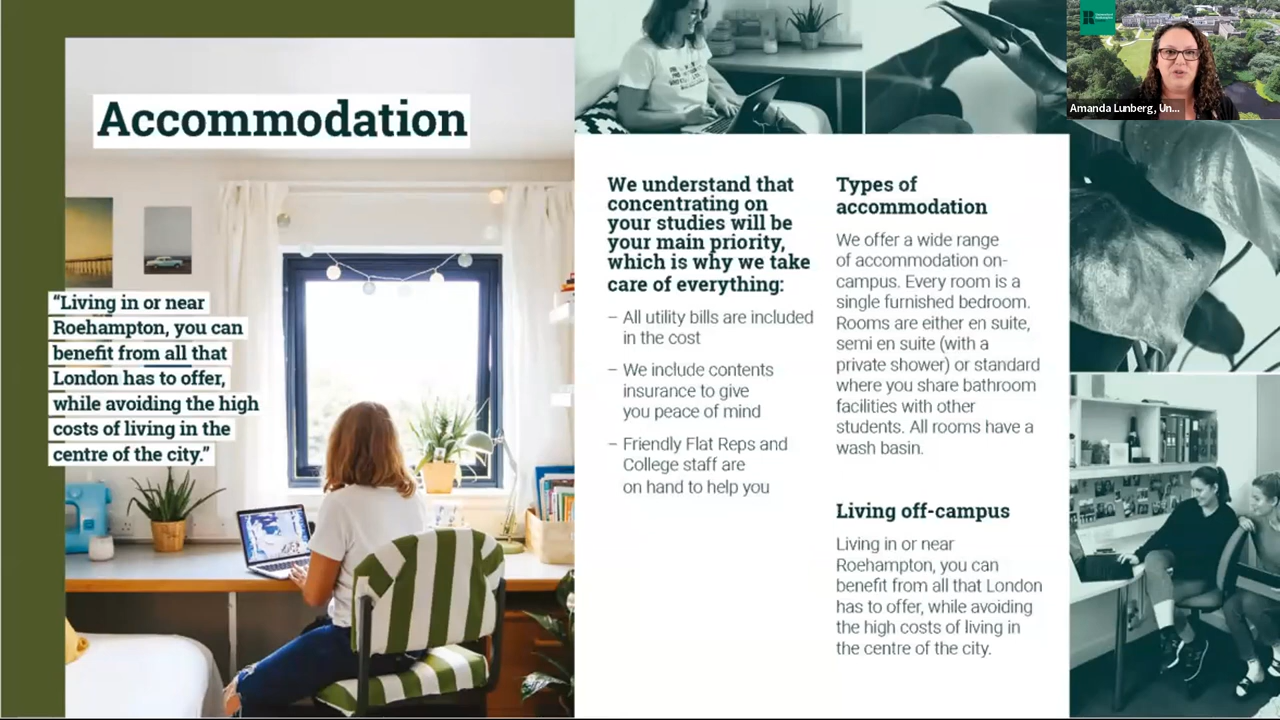 Accommodation
“Living in or near
Roehampton, you can
benefit from all that
London has to offer,
while avoiding the high
costs of living in the
centre of the city.”
We understand that
concentrating on
your studies will be
your main priority,
which is why we take
care of everything:
– All utility bills are included
in the cost
– We include contents
insurance to give
you peace of mind
– Friendly Flat Reps and
College staff are
on hand to help you
Types of
accommodation
We offer a wide range
of accommodation on-
campus. Every room is a
single furnished bedroom.
Rooms are either en suite,
semi en suite (with a
private shower) or standard
where you share bathroom
facilities with other
students. All rooms have a
wash basin.
Living off-campus
Living in or near
Roehampton, you can
benefit from all that London
has to offer, while avoiding
the high costs of living in
the centre of the city.
Amanda Lunberg, Un...